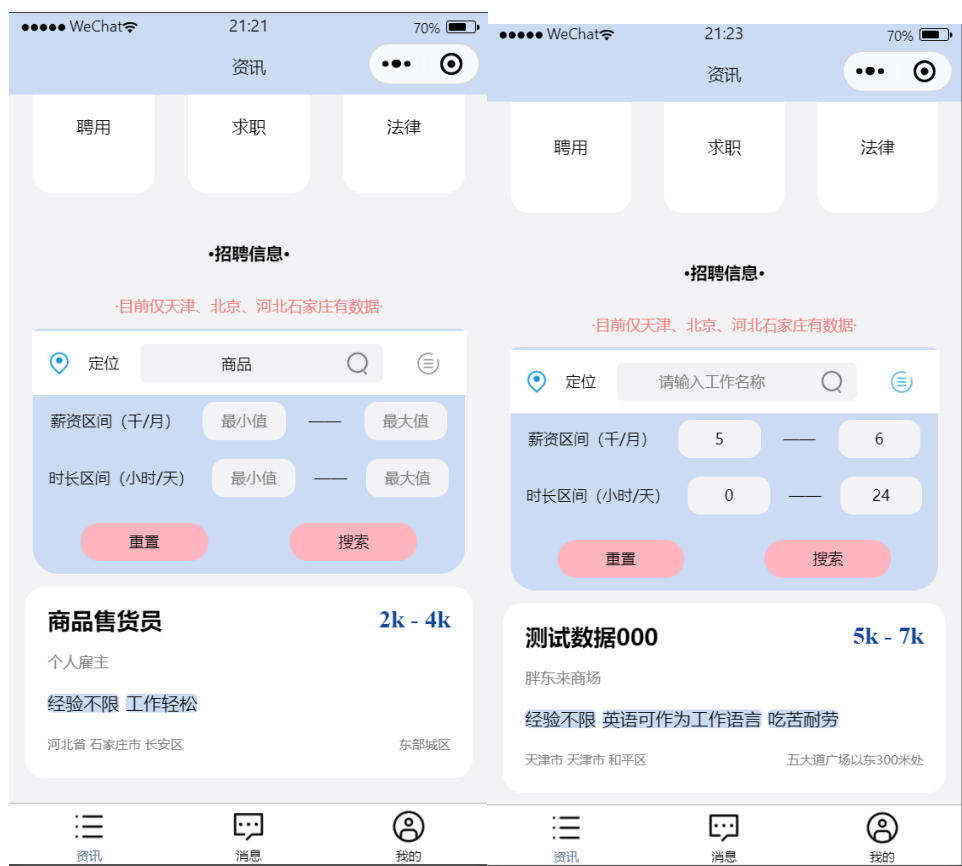 WeChat 21:21 70%
资讯
聘用 求职 法律
·招聘信息·
·目前仅天津、北京、河北石家庄有数据·
定位 商品
薪资区间（千/月） 最小值 —— 最大值
时长区间（小时/天） 最小值 —— 最大值
重置 搜索
商品售货员 2k - 4k
个人雇主
经验不限 工作轻松
河北省 石家庄市 长安区 东部城区
资讯 消息 我的
WeChat 21:23 70%
资讯
聘用 求职 法律
·招聘信息·
·目前仅天津、北京、河北石家庄有数据·
定位 请输入工作名称
薪资区间（千/月） 5 —— 6
时长区间（小时/天） 0 —— 24
重置 搜索
测试数据000 5k - 7k
胖东来商场
经验不限 英语可作为工作语言 吃苦耐劳
天津市 天津市 和平区 五大道广场以东300米处
资讯 消息 我的